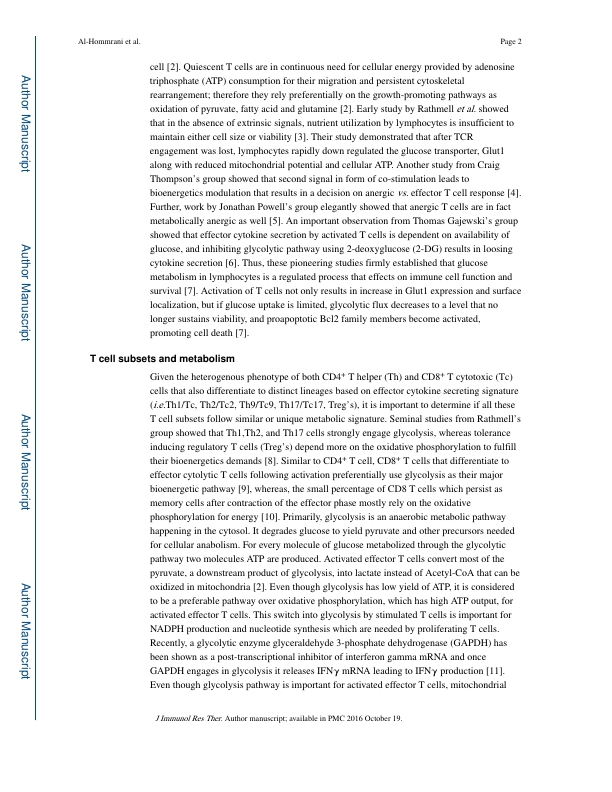 Al-Hommrani et al.
Page 2
cell [2]. Quiescent T cells are in continuous need for cellular energy provided by adenosine
triphosphate (ATP) consumption for their migration and persistent cytoskeletal
rearrangement; therefore they rely preferentially on the growth-promoting pathways as
oxidation of pyruvate, fatty acid and glutamine [2]. Early study by Rathmell et al. showed
that in the absence of extrinsic signals, nutrient utilization by lymphocytes is insufficient to
maintain either cell size or viability [3]. Their study demonstrated that after TCR
engagement was lost, lymphocytes rapidly down regulated the glucose transporter, Glut1
along with reduced mitochondrial potential and cellular ATP. Another study from Craig
Thompson's group showed that second signal in form of co-stimulation leads to
bioenergetics modulation that results in a decision on anergic vs. effector T cell response [4].
Further, work by Jonathan Powell's group elegantly showed that anergic T cells are in fact
metabolically anergic as well [5]. An important observation from Thomas Gajewski's group
showed that effector cytokine secretion by activated T cells is dependent on availability of
glucose, and inhibiting glycolytic pathway using 2-deoxyglucose (2-DG) results in loosing
cytokine secretion [6]. Thus, these pioneering studies firmly established that glucose
metabolism in lymphocytes is a regulated process that effects on immune cell function and
survival [7]. Activation of T cells not only results in increase in Glut1 expression and surface
localization, but if glucose uptake is limited, glycolytic flux decreases to a level that no
longer sustains viability, and proapoptotic Bcl2 family members become activated,
promoting cell death [7].
T cell subsets and metabolism
Given the heterogenous phenotype of both CD4⁺ T helper (Th) and CD8⁺ T cytotoxic (Tc)
cells that also differentiate to distinct lineages based on effector cytokine secreting signature
(i.e.Th1/Tc, Th2/Tc2, Th9/Tc9, Th17/Tc17, Treg's), it is important to determine if all these
T cell subsets follow similar or unique metabolic signature. Seminal studies from Rathmell's
group showed that Th1,Th2, and Th17 cells strongly engage glycolysis, whereas tolerance
inducing regulatory T cells (Treg's) depend more on the oxidative phosphorylation to fulfill
their bioenergetics demands [8]. Similar to CD4⁺ T cell, CD8⁺ T cells that differentiate to
effector cytolytic T cells following activation preferentially use glycolysis as their major
bioenergetic pathway [9], whereas, the small percentage of CD8 T cells which persist as
memory cells after contraction of the effector phase mostly rely on the oxidative
phosphorylation for energy [10]. Primarily, glycolysis is an anaerobic metabolic pathway
happening in the cytosol. It degrades glucose to yield pyruvate and other precursors needed
for cellular anabolism. For every molecule of glucose metabolized through the glycolytic
pathway two molecules ATP are produced. Activated effector T cells convert most of the
pyruvate, a downstream product of glycolysis, into lactate instead of Acetyl-CoA that can be
oxidized in mitochondria [2]. Even though glycolysis has low yield of ATP, it is considered
to be a preferable pathway over oxidative phosphorylation, which has high ATP output, for
activated effector T cells. This switch into glycolysis by stimulated T cells is important for
NADPH production and nucleotide synthesis which are needed by proliferating T cells.
Recently, a glycolytic enzyme glyceraldehyde 3-phosphate dehydrogenase (GAPDH) has
been shown as a post-transcriptional inhibitor of interferon gamma mRNA and once
GAPDH engages in glycolysis it releases IFNγ mRNA leading to IFNγ production [11].
Even though glycolysis pathway is important for activated effector T cells, mitochondrial
J Immunol Res Ther. Author manuscript; available in PMC 2016 October 19.
Author Manuscript
Author Manuscript
Author Manuscript
Author Manuscript